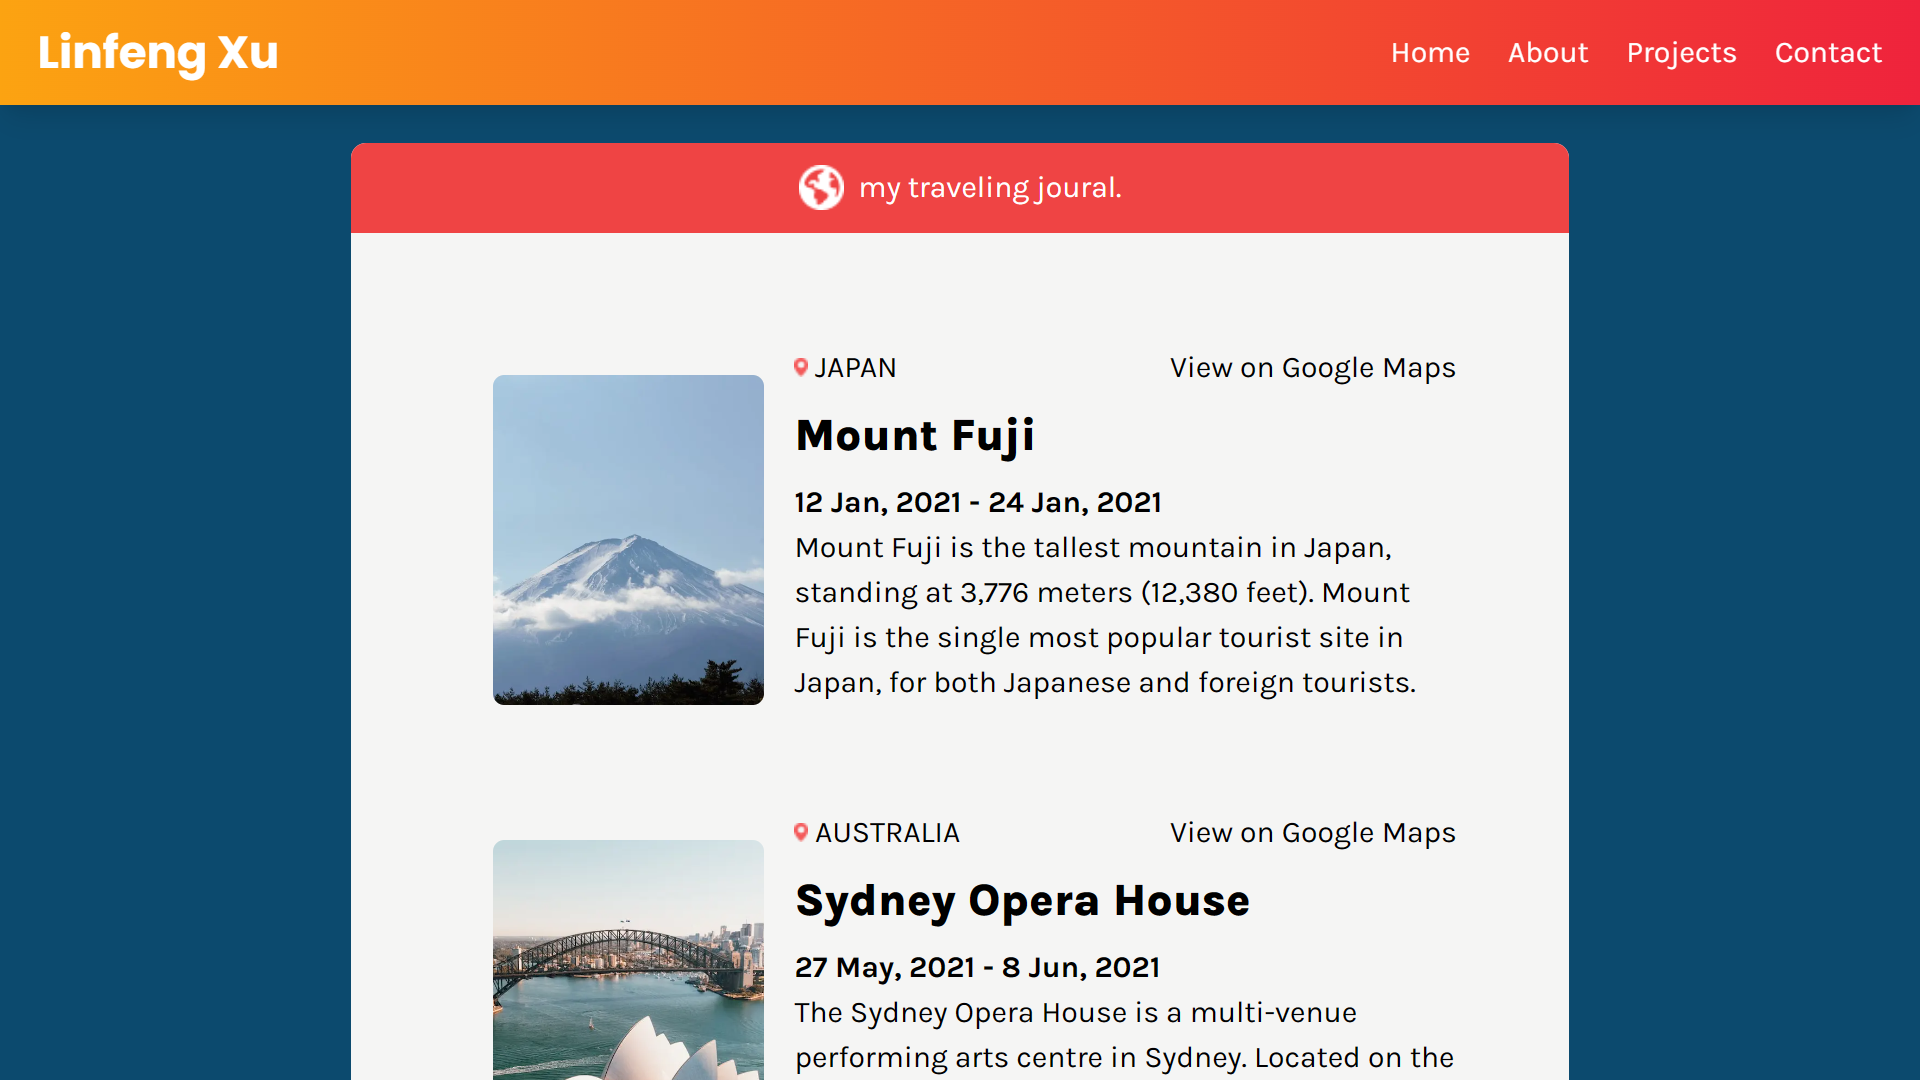 Linfeng Xu
Home About Projects Contact
my traveling joural.
JAPAN View on Google Maps
Mount Fuji
12 Jan, 2021 - 24 Jan, 2021
Mount Fuji is the tallest mountain in Japan,
standing at 3,776 meters (12,380 feet). Mount
Fuji is the single most popular tourist site in
Japan, for both Japanese and foreign tourists.
AUSTRALIA View on Google Maps
Sydney Opera House
27 May, 2021 - 8 Jun, 2021
The Sydney Opera House is a multi-venue
performing arts centre in Sydney. Located on the